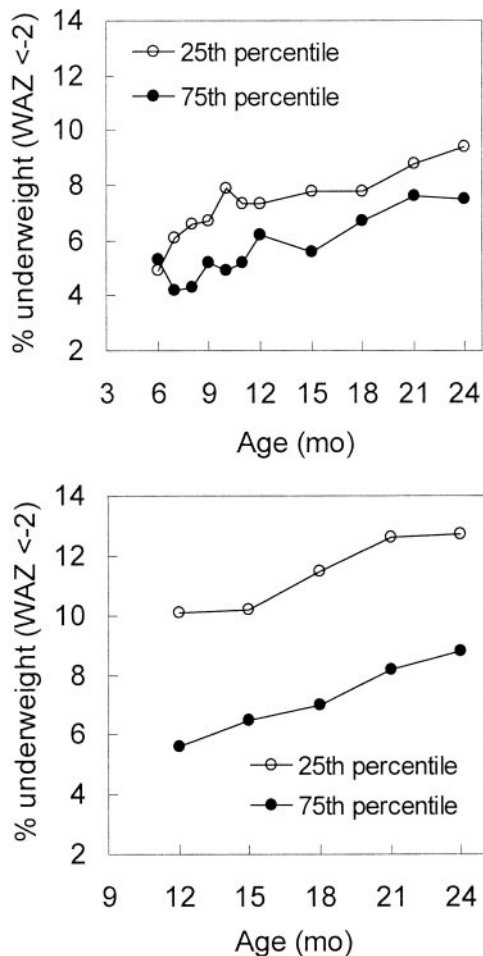 14
12
10
8
6
4
2
% underweight (WAZ <-2)
25th percentile
75th percentile
3 6 9 12 15 18 21 24
Age (mo)
14
12
10
8
6
4
2
% underweight (WAZ <-2)
25th percentile
75th percentile
9 12 15 18 21 24
Age (mo)